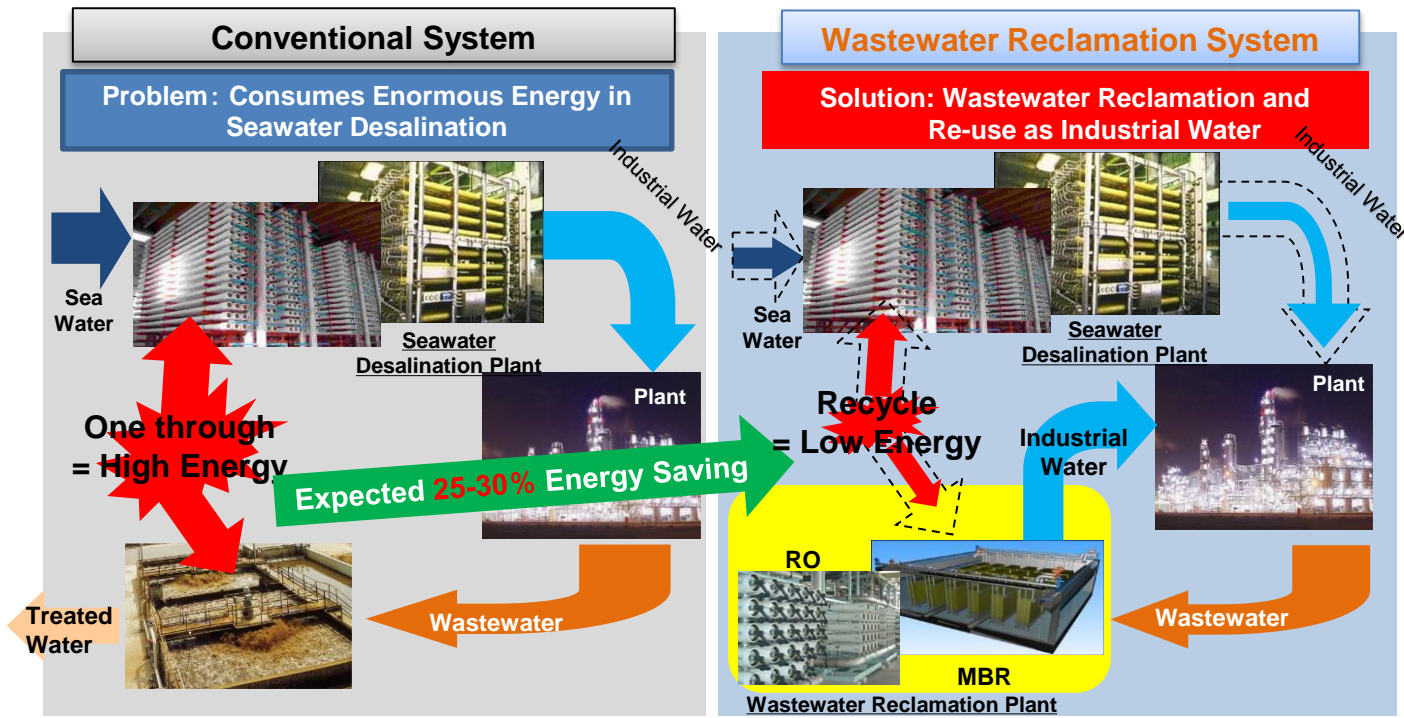 Conventional System
Problem: Consumes Enormous Energy in
Seawater Desalination
Industrial Water
Sea
Water
Seawater
Desalination Plant
Plant
One through
= High Energy
Expected 25-30% Energy Saving
Treated
Water
Wastewater
Wastewater Reclamation System
Solution: Wastewater Reclamation and
Re-use as Industrial Water
Industrial Water
Sea
Water
Seawater
Desalination Plant
Plant
Recycle
= Low Energy
Industrial
Water
RO
MBR
Wastewater
Wastewater Reclamation Plant